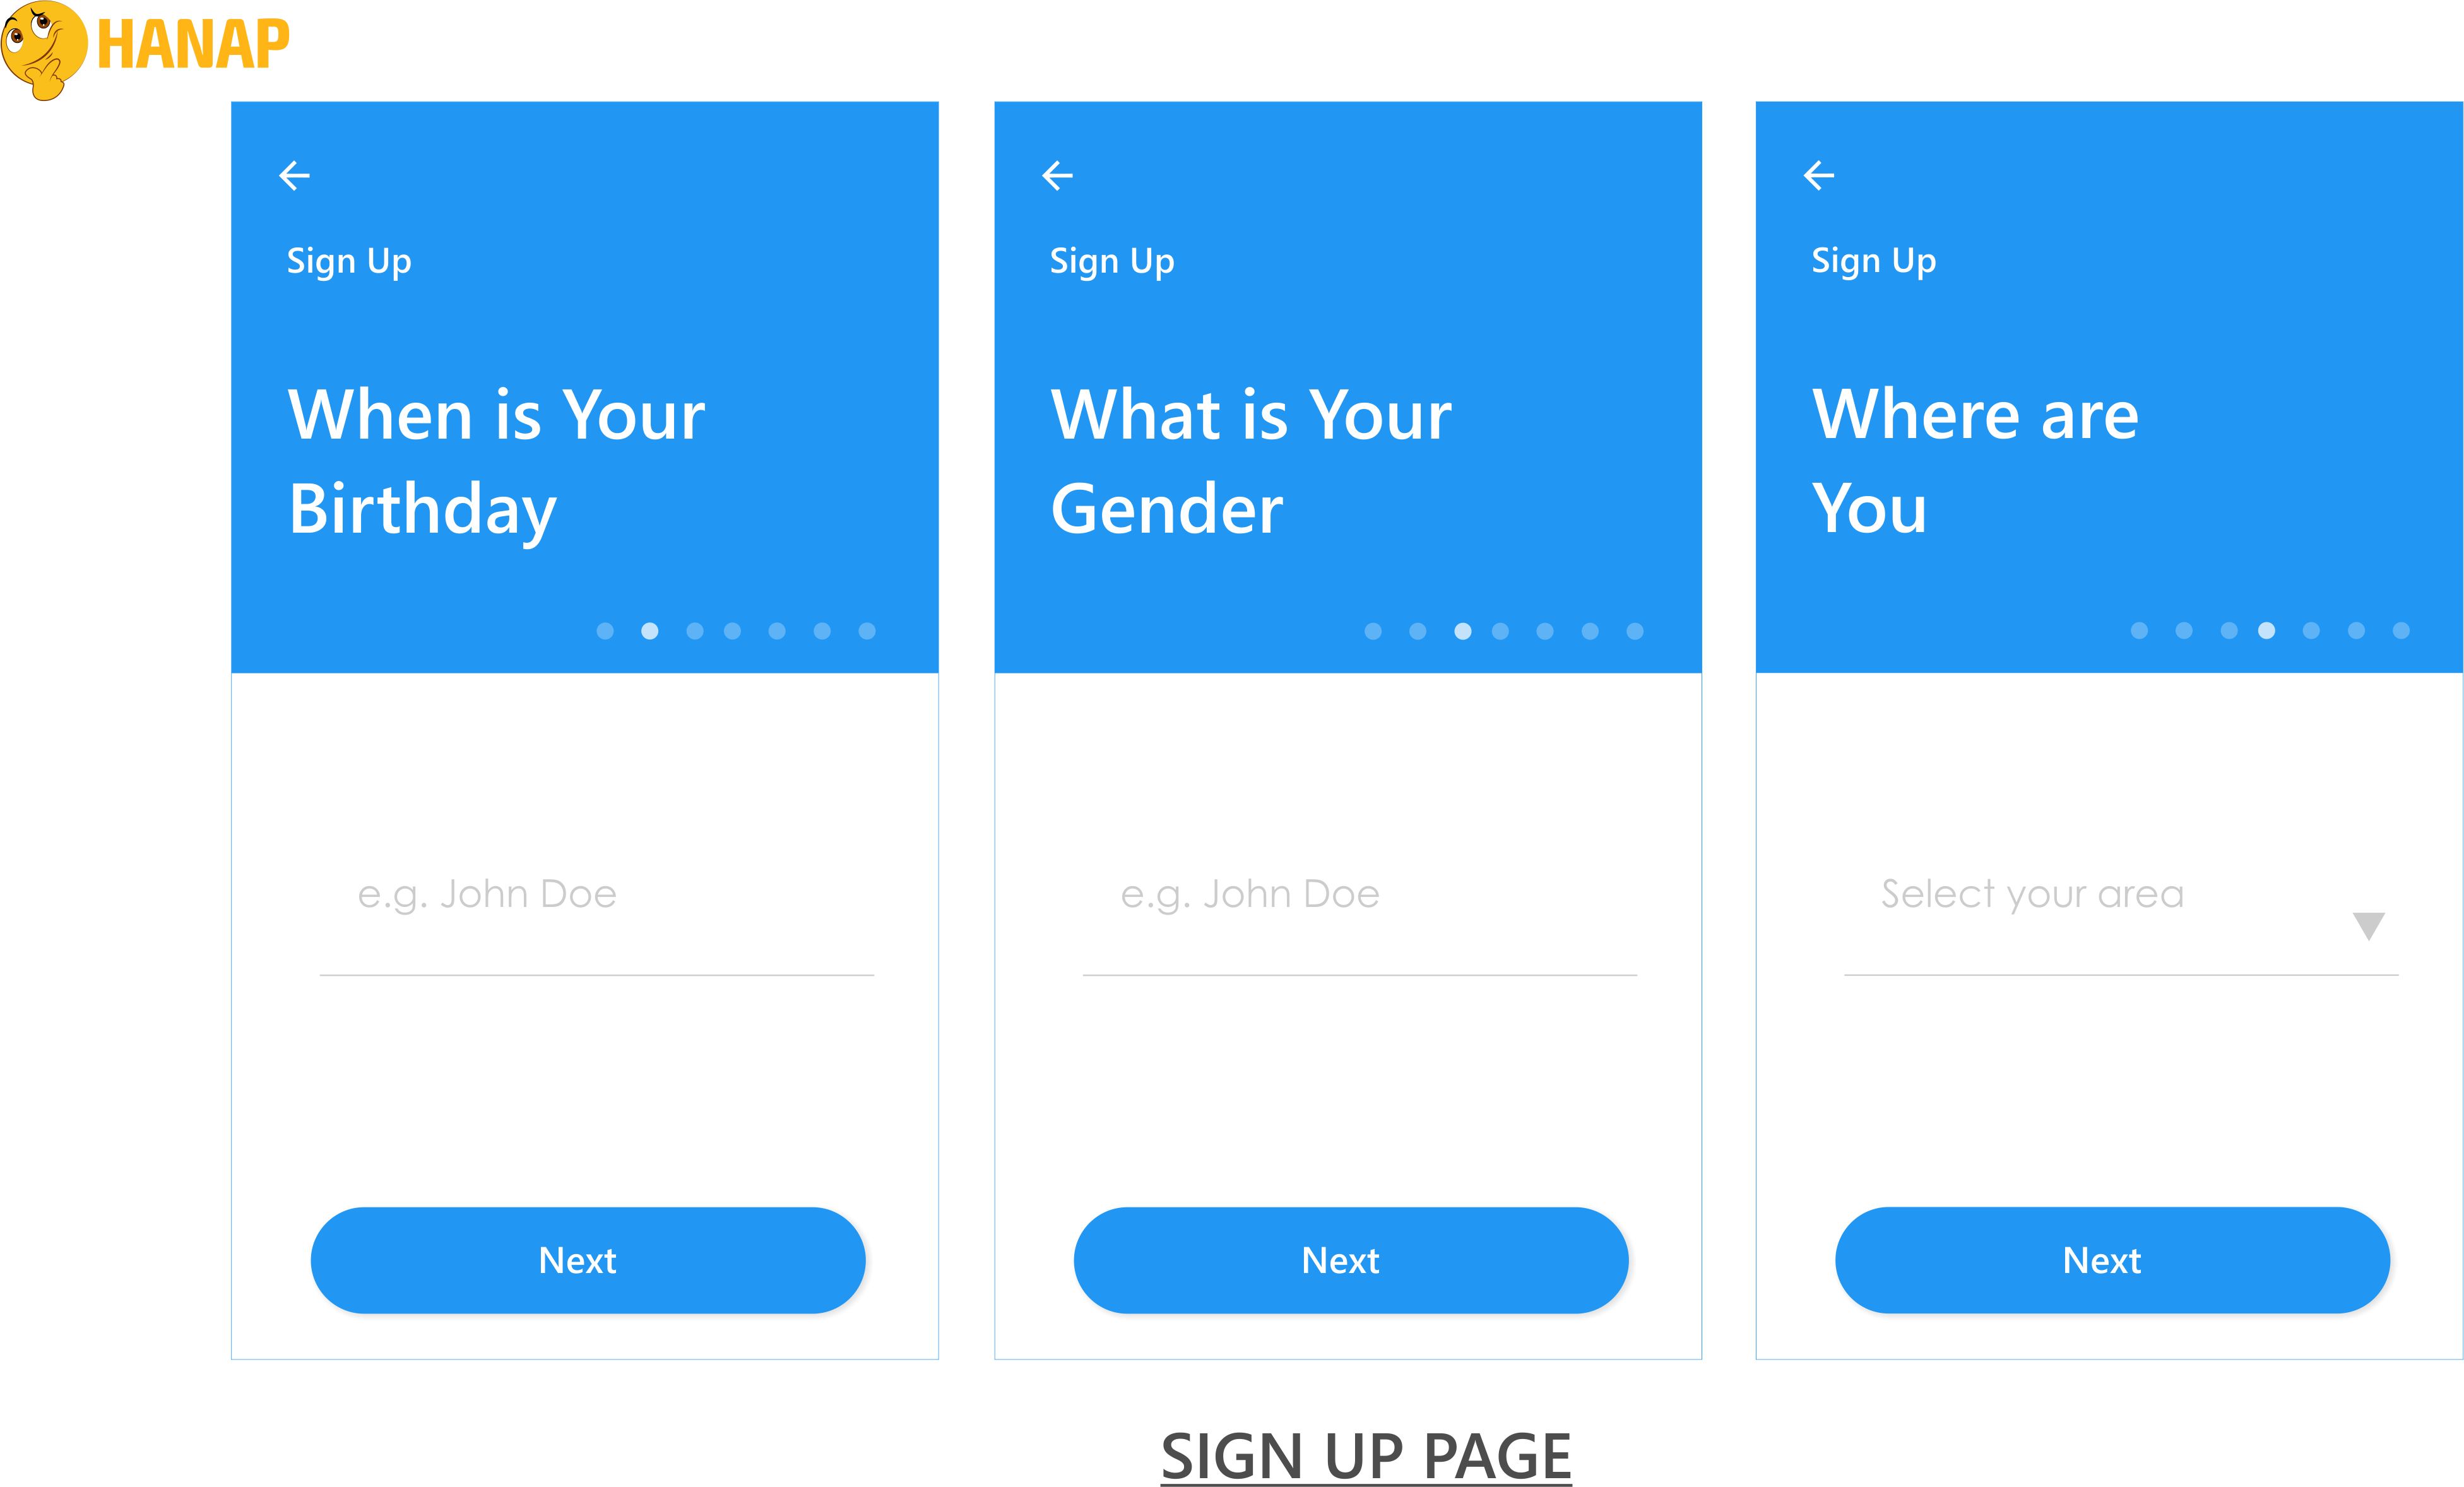 HANAP
Sign Up
When is Your
Birthday
e.g. John Doe
Next
Sign Up
What is Your
Gender
e.g. John Doe
Next
Sign Up
Where are
You
Select your area
Next
SIGN UP PAGE